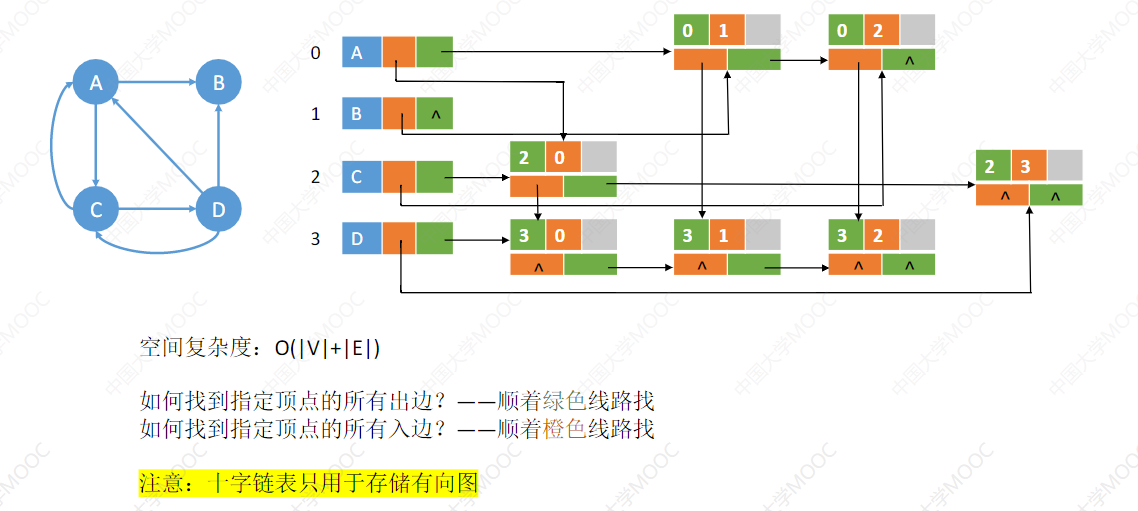 0 1
0 2
A B
0 A
^
1 B ^
2 0
2 3
2 C
^ ^
C D
3 D
3 0
3 1
3 2
^ ^ ^ ^
空间复杂度：O(|V|+|E|)
如何找到指定顶点的所有出边？——顺着绿色线路找
如何找到指定顶点的所有入边？——顺着橙色线路找
注意：十字链表只用于存储有向图
中国大学MOOC